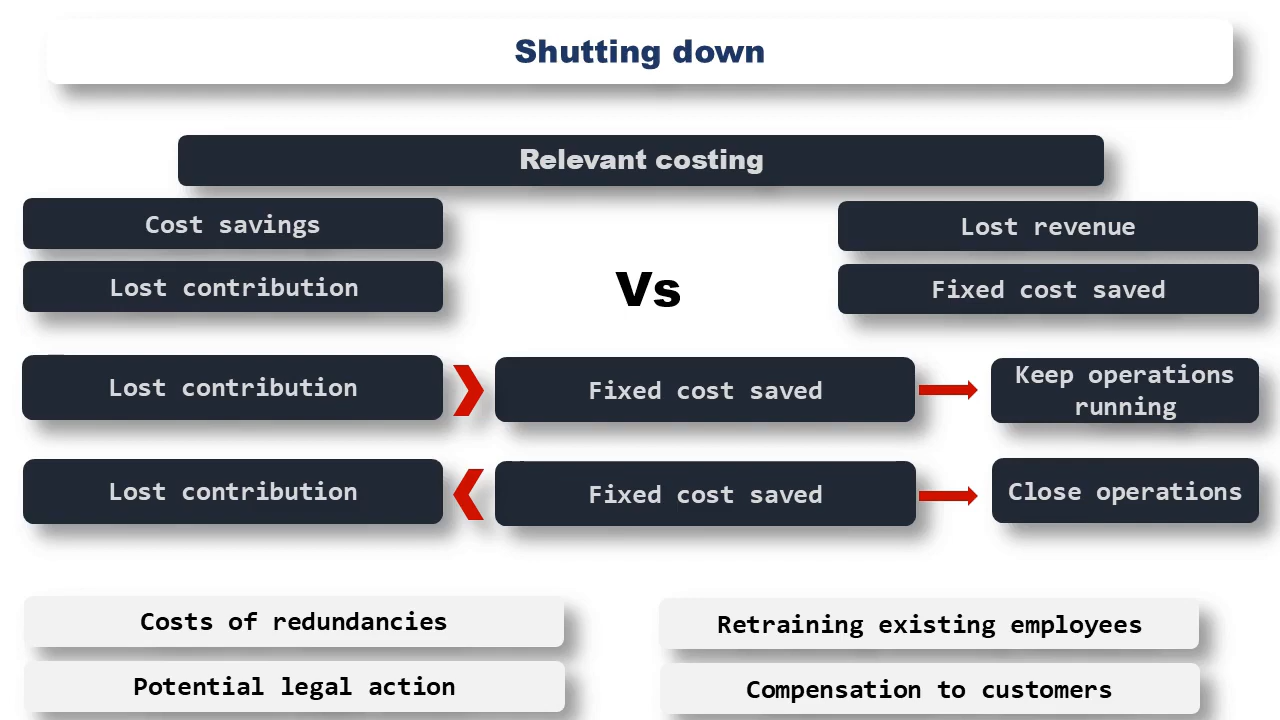 Shutting down
Relevant costing
Cost savings
Lost revenue
Lost contribution
Vs
Fixed cost saved
Lost contribution
Fixed cost saved
Keep operations
running
Lost contribution
Fixed cost saved
Close operations
Costs of redundancies
Retraining existing employees
Potential legal action
Compensation to customers